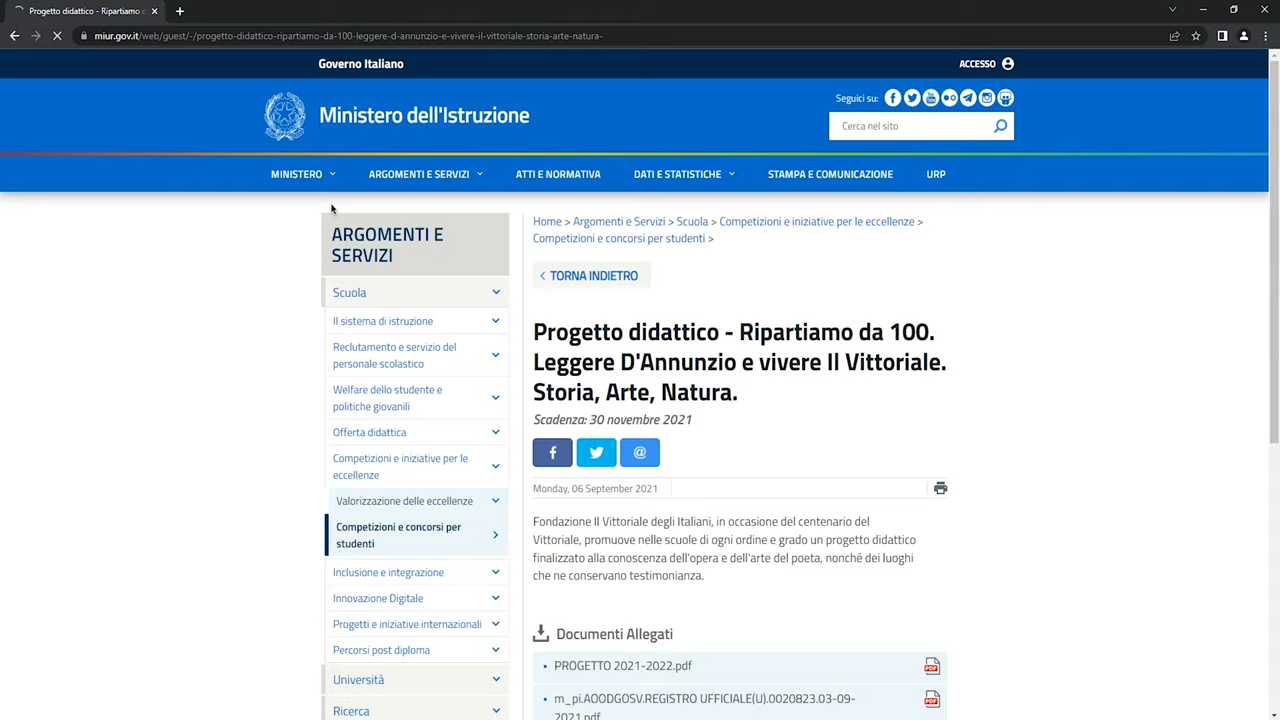 Progetto didattico - Ripartiamo d
miur.gov.it/web/guest/-/progetto-didattico-ripartiamo-da-100-leggere-d-annunzio-e-vivere-il-vittoriale-storia-arte-natura-
Governo Italiano
ACCESSO
Ministero dell'Istruzione
Seguici su:
Cerca nel sito
MINISTERO
ARGOMENTI E SERVIZI
ATTI E NORMATIVA
DATI E STATISTICHE
STAMPA E COMUNICAZIONE
URP
ARGOMENTI E
SERVIZI
Scuola
Il sistema di istruzione
Reclutamento e servizio del
personale scolastico
Welfare dello studente e
politiche giovanili
Offerta didattica
Competizioni e iniziative per le
eccellenze
Valorizzazione delle eccellenze
Competizioni e concorsi per
studenti
Inclusione e integrazione
Innovazione Digitale
Progetti e iniziative internazionali
Percorsi post diploma
Università
Ricerca
Home > Argomenti e Servizi > Scuola > Competizioni e iniziative per le eccellenze >
Competizioni e concorsi per studenti >
< TORNA INDIETRO
Progetto didattico - Ripartiamo da 100.
Leggere D'Annunzio e vivere Il Vittoriale.
Storia, Arte, Natura.
Scadenza: 30 novembre 2021
Monday, 06 September 2021
Fondazione Il Vittoriale degli Italiani, in occasione del centenario del
Vittoriale, promuove nelle scuole di ogni ordine e grado un progetto didattico
finalizzato alla conoscenza dell'opera e dell'arte del poeta, nonché dei luoghi
che ne conservano testimonianza.
Documenti Allegati
PROGETTO 2021-2022.pdf
m_pi.AOODGOSV.REGISTRO UFFICIALE(U).0020823.03-09-
2021.pdf